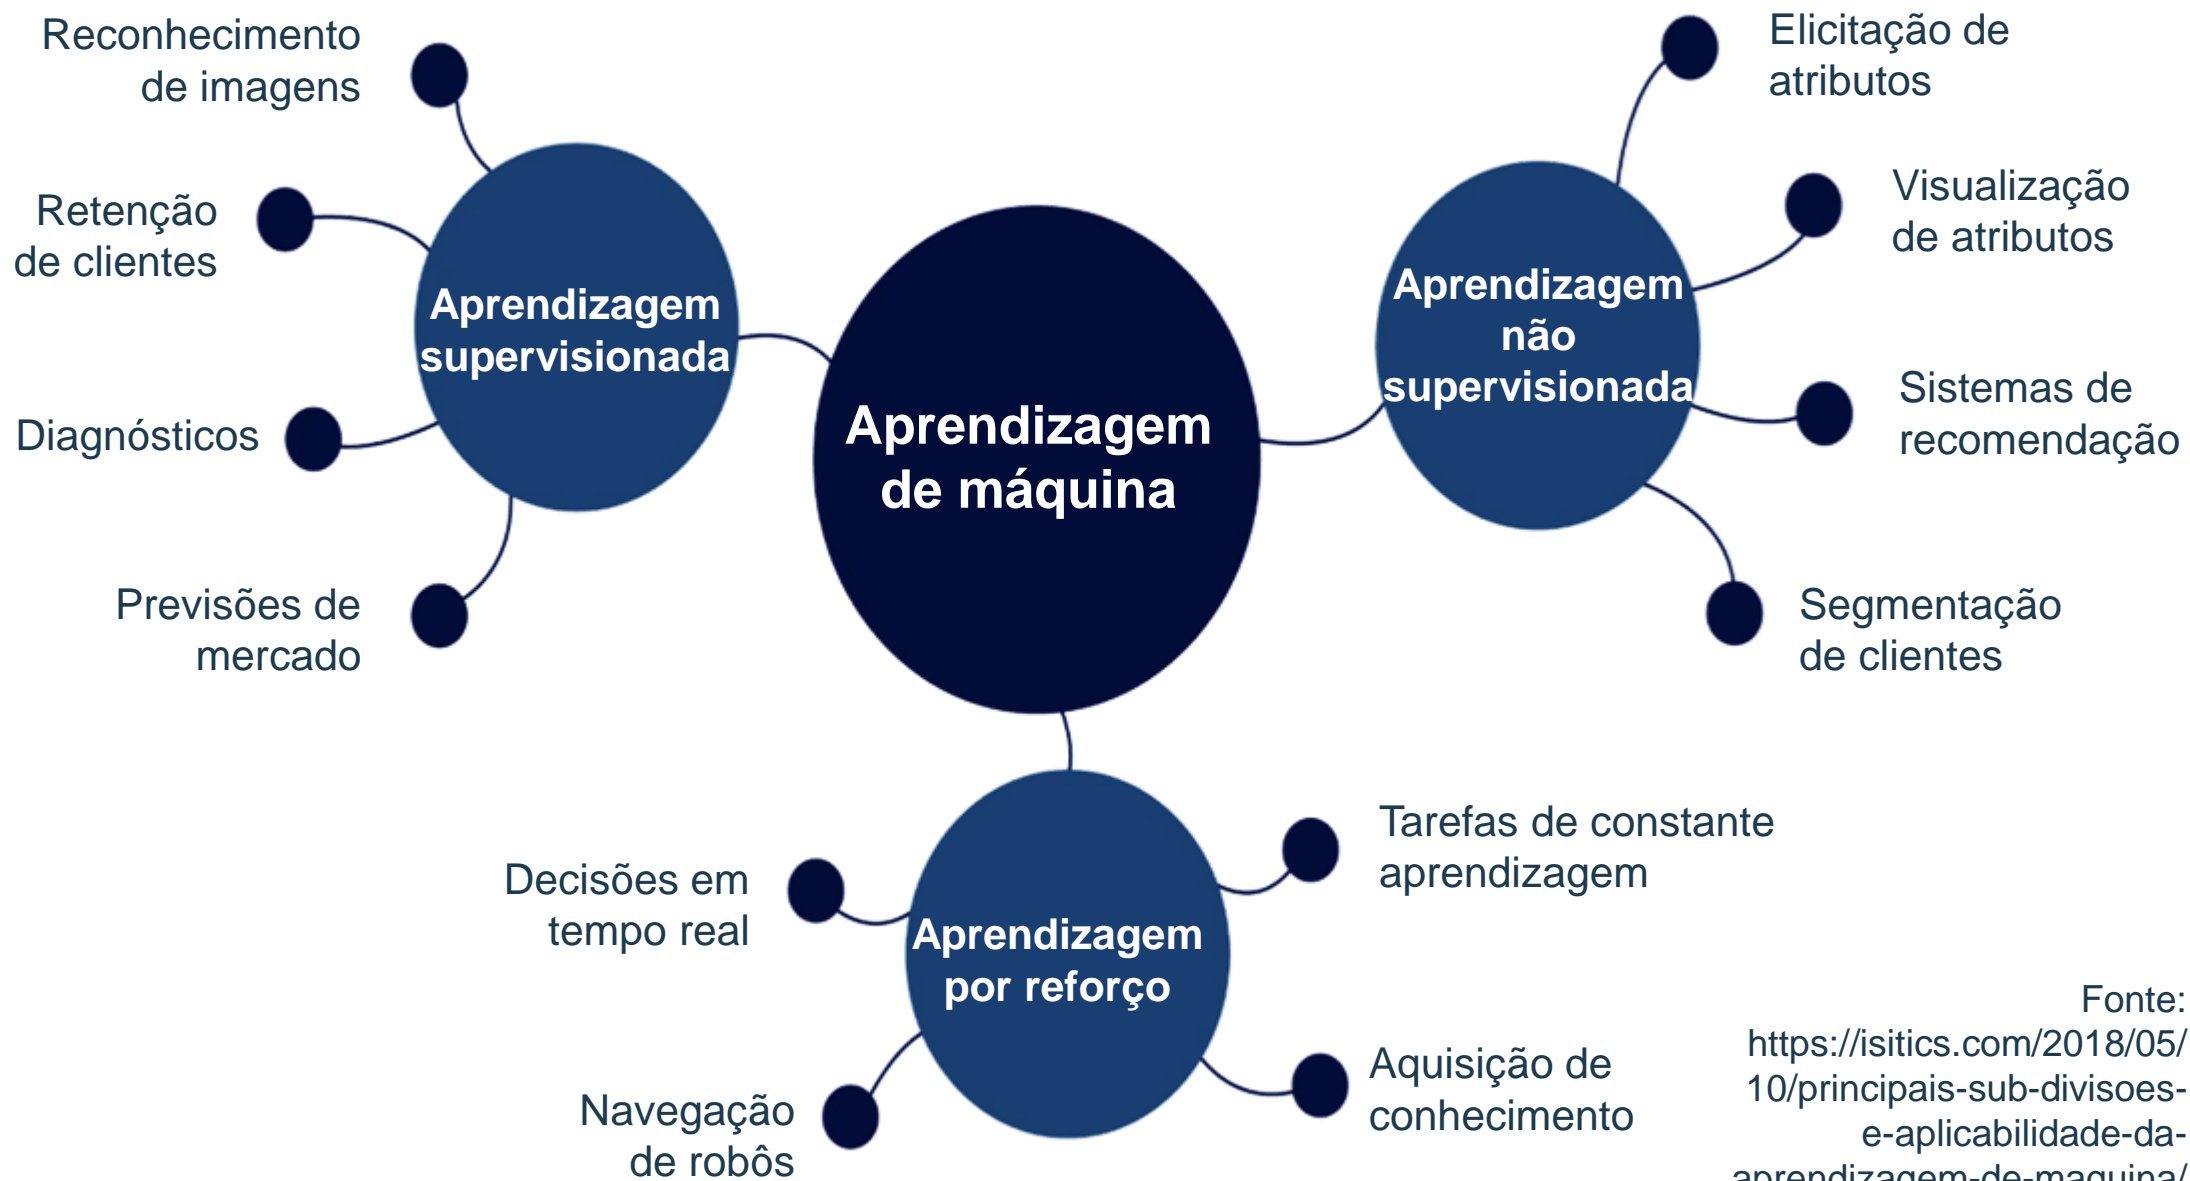 Reconhecimento
de imagens
Retenção
de clientes
Diagnósticos
Previsões de
mercado
Aprendizagem
supervisionada
Aprendizagem
de máquina
Aprendizagem
não
supervisionada
Elicitação de
atributos
Visualização
de atributos
Sistemas de
recomendação
Segmentação
de clientes
Aprendizagem
por reforço
Decisões em
tempo real
Navegação
de robôs
Tarefas de constante
aprendizagem
Aquisição de
conhecimento
Fonte:
https://isitics.com/2018/05/
10/principais-sub-divisoes-
e-aplicabilidade-da-
aprendizagem-de-maquina/